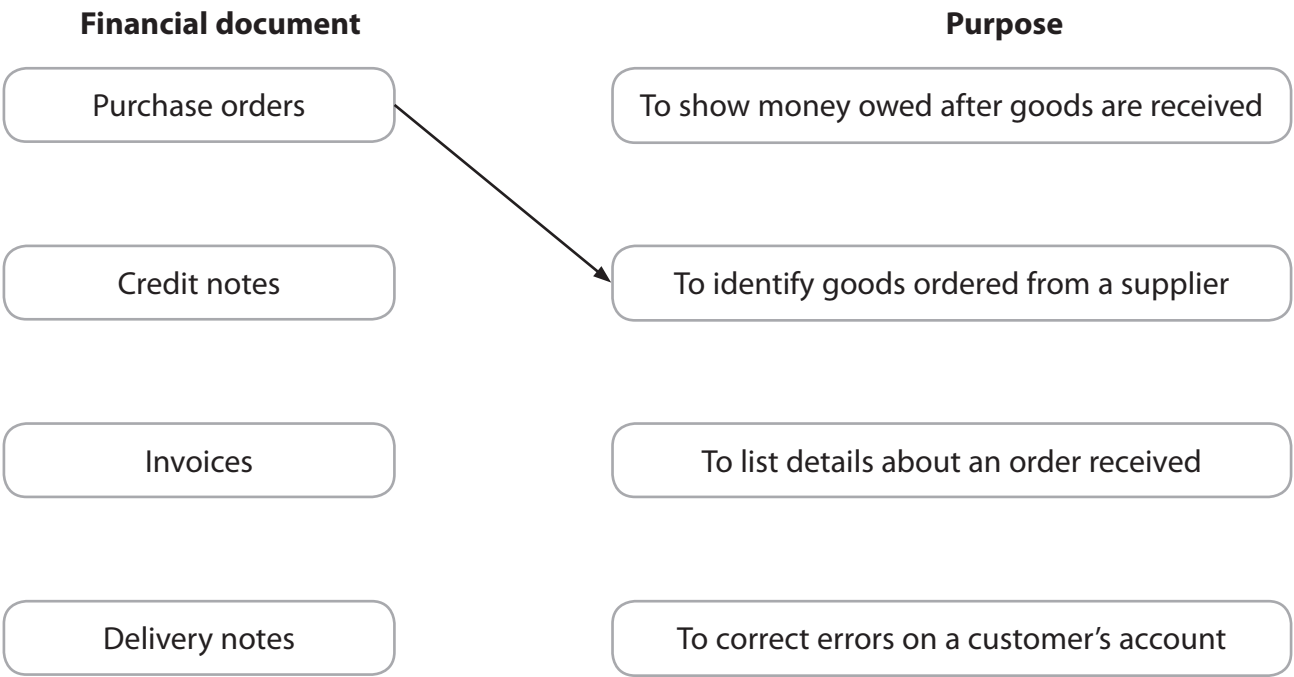 Financial document Purpose
Purchase orders To show money owed after goods are received
Credit notes To identify goods ordered from a supplier
Invoices To list details about an order received
Delivery notes To correct errors on a customer’s account